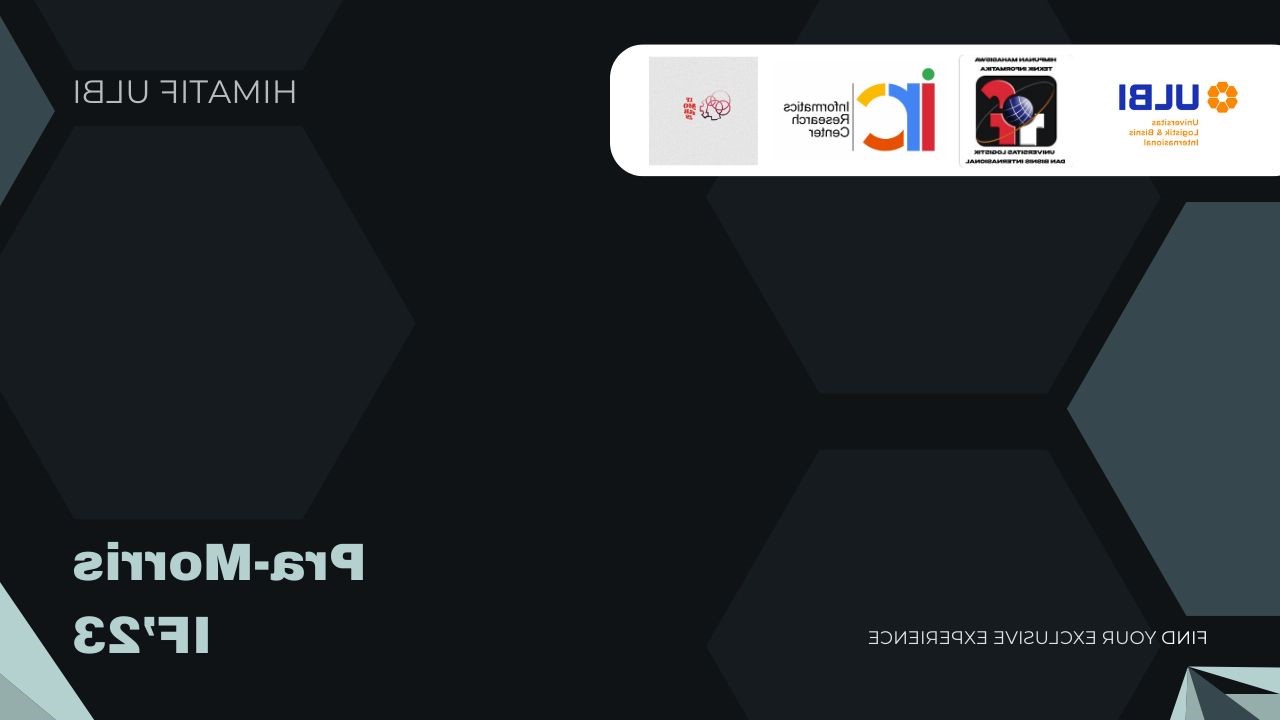 HIMATIF ULBI
Informatics
Research
Center
irc
HIMPUNAN MAHASISWA
TEKNIK INFORMATIKA
UNIVERSITAS LOGISTIK
DAN BISNIS INTERNASIONAL
ULBI
Universitas
Logistik & Bisnis
Internasional
Pra-Morris
IF'23
FIND YOUR EXCLUSIVE EXPERIENCE